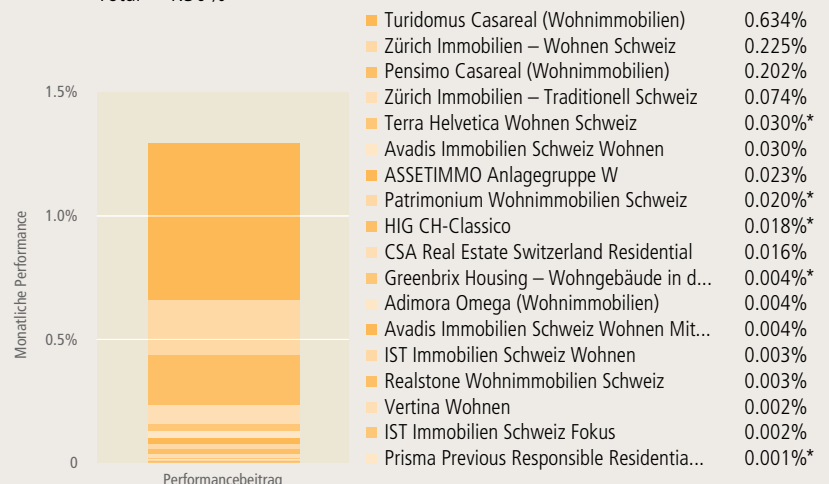 Turidomus Casareal (Wohnimmobilien) 0.634%
Zürich Immobilien – Wohnen Schweiz 0.225%
Pensimo Casareal (Wohnimmobilien) 0.202%
Zürich Immobilien – Traditionell Schweiz 0.074%
Terra Helvetica Wohnen Schweiz 0.030%*
Avadis Immobilien Schweiz Wohnen 0.030%
ASSETIMMO Anlagegruppe W 0.023%
Patrimonium Wohnimmobilien Schweiz 0.020%*
HIG CH-Classico 0.018%*
CSA Real Estate Switzerland Residential 0.016%
Greenbrix Housing – Wohngebäude in d... 0.004%*
Adimora Omega (Wohnimmobilien) 0.004%
Avadis Immobilien Schweiz Wohnen Mit... 0.004%
IST Immobilien Schweiz Wohnen 0.003%
Realstone Wohnimmobilien Schweiz 0.003%
Vertina Wohnen 0.002%
IST Immobilien Schweiz Fokus 0.002%
Prisma Previous Responsible Residentia... 0.001%*
Monatliche Performance
1.5%
1.0%
0.5%
0
Performancebeitrag